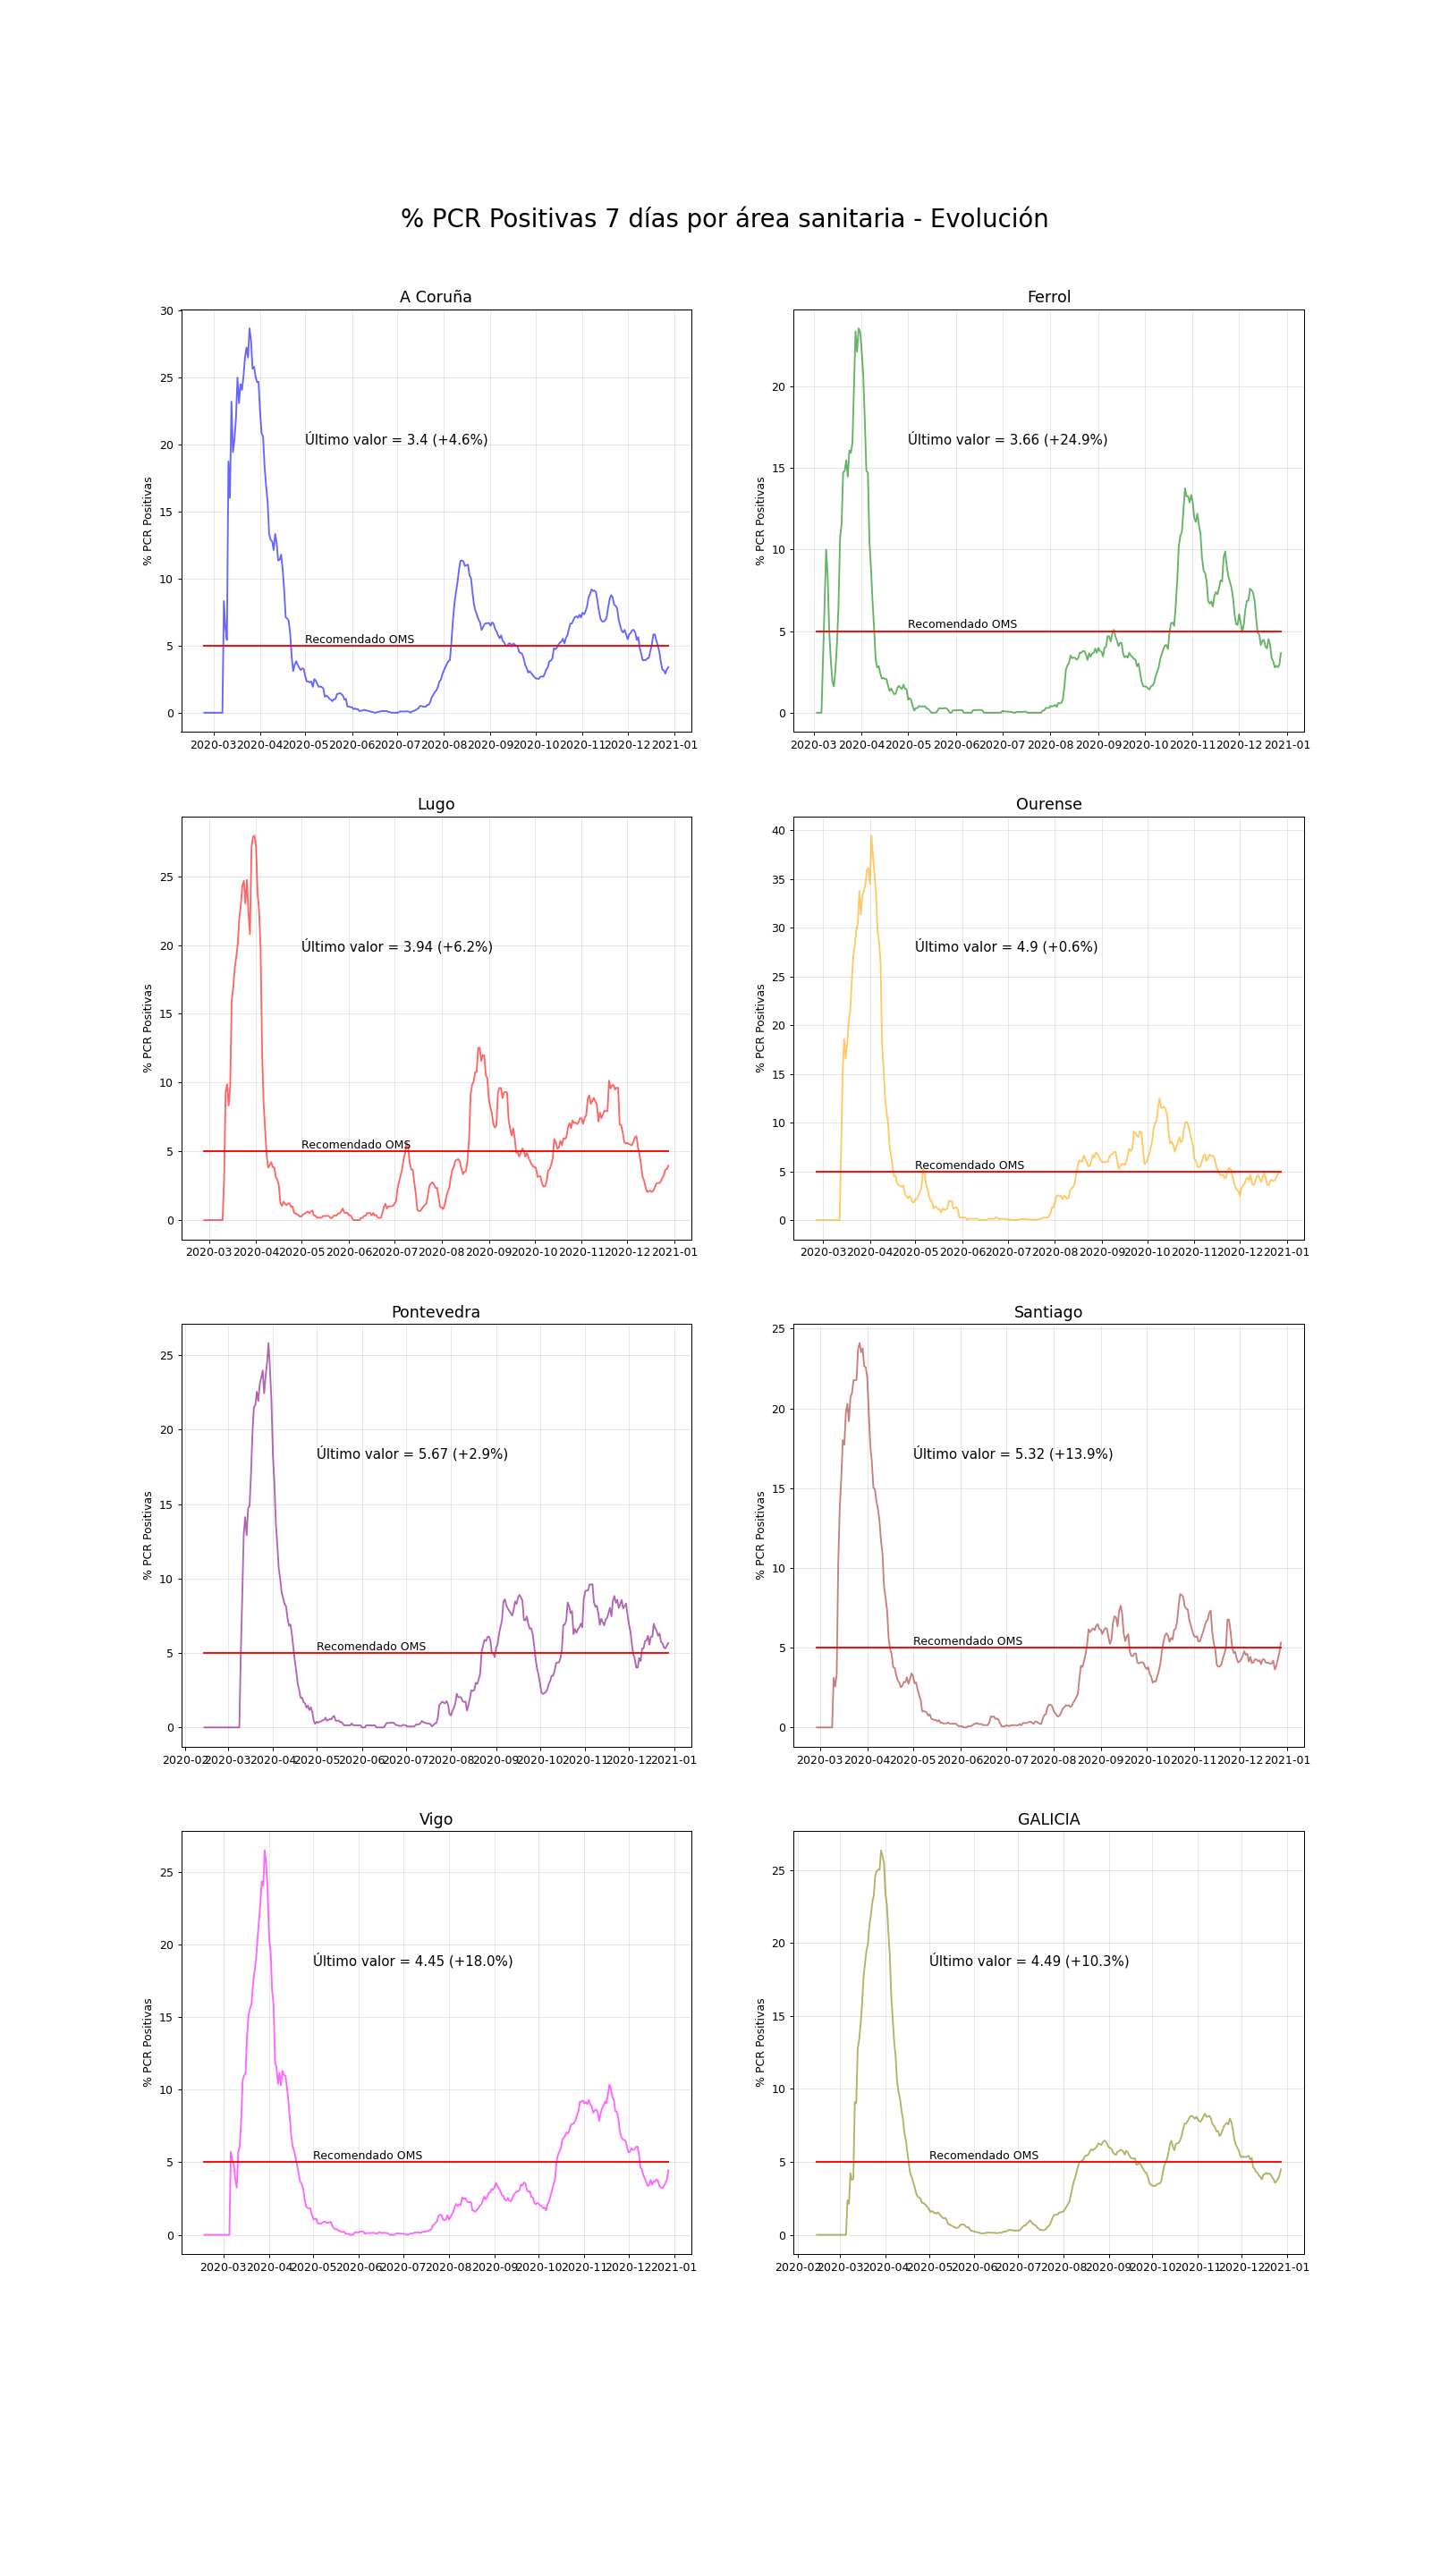 % PCR Positivas 7 días por área sanitaria - Evolución
A Coruña
30
25
20
15
10
5
0
% PCR Positivas
Último valor = 3.4 (+4.6%)
Recomendado OMS
2020-03 2020-04 2020-05 2020-06 2020-07 2020-08 2020-09 2020-10 2020-11 2020-12 2021-01
Ferrol
20
15
10
5
0
% PCR Positivas
Último valor = 3.66 (+24.9%)
Recomendado OMS
2020-03 2020-04 2020-05 2020-06 2020-07 2020-08 2020-09 2020-10 2020-11 2020-12 2021-01
Lugo
25
20
15
10
5
0
% PCR Positivas
Último valor = 3.94 (+6.2%)
Recomendado OMS
2020-03 2020-04 2020-05 2020-06 2020-07 2020-08 2020-09 2020-10 2020-11 2020-12 2021-01
Ourense
40
35
30
25
20
15
10
5
0
% PCR Positivas
Último valor = 4.9 (+0.6%)
Recomendado OMS
2020-03 2020-04 2020-05 2020-06 2020-07 2020-08 2020-09 2020-10 2020-11 2020-12 2021-01
Pontevedra
25
20
15
10
5
0
% PCR Positivas
Último valor = 5.67 (+2.9%)
Recomendado OMS
2020-02 2020-03 2020-04 2020-05 2020-06 2020-07 2020-08 2020-09 2020-10 2020-11 2020-12 2021-01
Santiago
25
20
15
10
5
0
% PCR Positivas
Último valor = 5.32 (+13.9%)
Recomendado OMS
2020-03 2020-04 2020-05 2020-06 2020-07 2020-08 2020-09 2020-10 2020-11 2020-12 2021-01
Vigo
25
20
15
10
5
0
% PCR Positivas
Último valor = 4.45 (+18.0%)
Recomendado OMS
2020-03 2020-04 2020-05 2020-06 2020-07 2020-08 2020-09 2020-10 2020-11 2020-12 2021-01
GALICIA
25
20
15
10
5
0
% PCR Positivas
Último valor = 4.49 (+10.3%)
Recomendado OMS
2020-02 2020-03 2020-04 2020-05 2020-06 2020-07 2020-08 2020-09 2020-10 2020-11 2020-12 2021-01